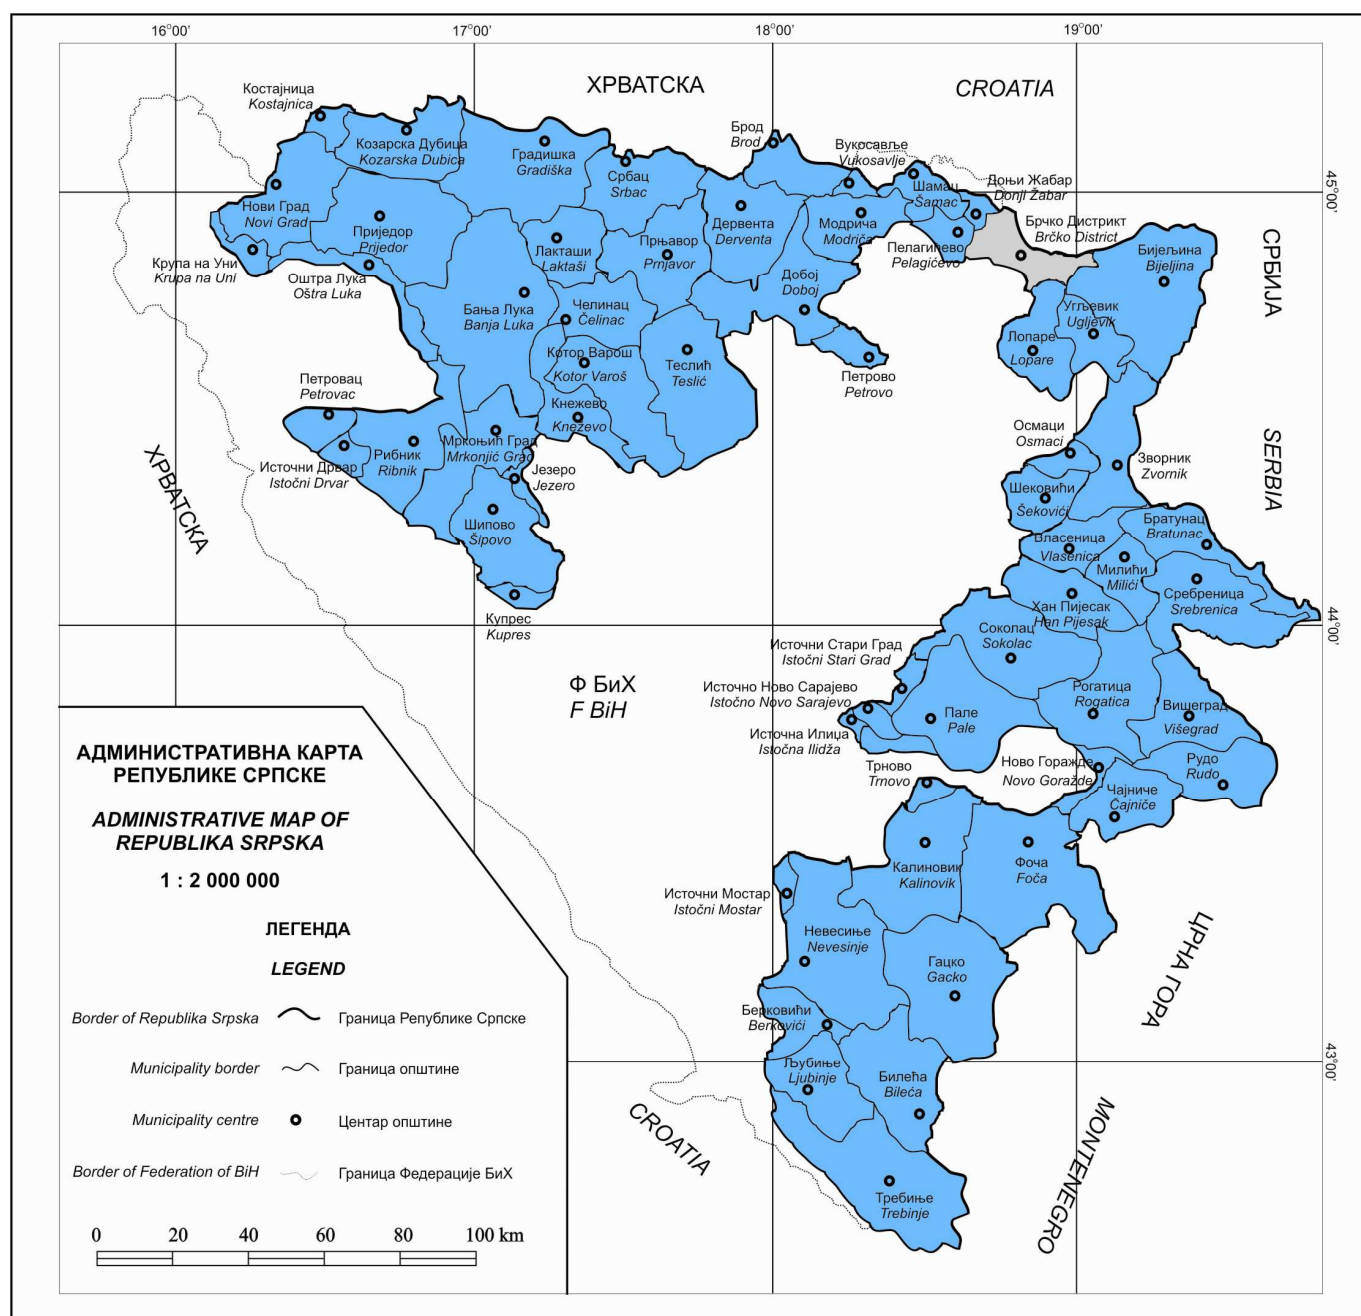 16°00'
17°00'
18°00'
19°00'
ХРВАТСКА
CROATIA
Костајница
Kostajnica
Козарска Дубица
Kozarska Dubica
Градишка
Gradiška
Србац
Srbac
Брод
Brod
Вукосавље
Vukosavlje
Шамац
Šamac
Доњи Жабар
Donji Žabar
45°00'
Нови Град
Novi Grad
Приједор
Prijedor
Лакташи
Laktaši
Прњавор
Prnjavor
Дервента
Derventa
Модрича
Modriča
Пелагићево
Pelagićevo
Брчко Дистрикт
Brčko District
Бијељина
Bijeljina
СРБИЈА
Крупа на Уни
Krupa na Uni
Оштра Лука
Oštra Luka
Бања Лука
Banja Luka
Челинац
Čelinac
Добој
Doboj
Угљевик
Ugljevik
Лопаре
Lopare
Котор Варош
Kotor Varoš
Теслић
Teslić
Петрово
Petrovo
Петровац
Petrovac
Кнежево
Knezevo
Мркоњић Град
Mrkonjić Grad
Рибник
Ribnik
Источни Дрвар
Istočni Drvar
Језеро
Jezero
Осмаци
Osmaci
Зворник
Zvornik
SERBIA
ХРВАТСКА
Шипово
Šipovo
Шековићи
Šekovići
Братунац
Bratunac
Власеница
Vlasenica
Милићи
Milići
Сребреница
Srebrenica
Купрес
Kupres
Хан Пијесак
Han Pijesak
44°00'
Соколац
Sokolac
Источни Стари Град
Istočni Stari Grad
Ф БиХ
F BiH
Источно Ново Сарајево
Istočno Novo Sarajevo
Рогатица
Rogatica
Вишеград
Višegrad
Пале
Pale
Источна Илиџа
Istočna Ilidža
Трново
Trnovo
Ново Горажде
Novo Goražde
Рудо
Rudo
Чајниче
Čajniče
Калиновик
Kalinovik
Фоча
Foča
Источни Мостар
Istočni Mostar
Невесиње
Nevesinje
Гацко
Gacko
ЦРНА ГОРА
Берковићи
Berkovići
43°00'
Љубиње
Ljubinje
Билећа
Bileća
CROATIA
MONTENEGRO
Требиње
Trebinje
АДМИНИСТРАТИВНА КАРТА
РЕПУБЛИКЕ СРПСКЕ
ADMINISTRATIVE MAP OF
REPUBLIKA SRPSKA
1 : 2 000 000
ЛЕГЕНДА
LEGEND
Border of Republika Srpska Граница Републике Српске
Municipality border Граница општине
Municipality centre Центар општине
Border of Federation of BiH Граница Федерације БиХ
0 20 40 60 80 100 km